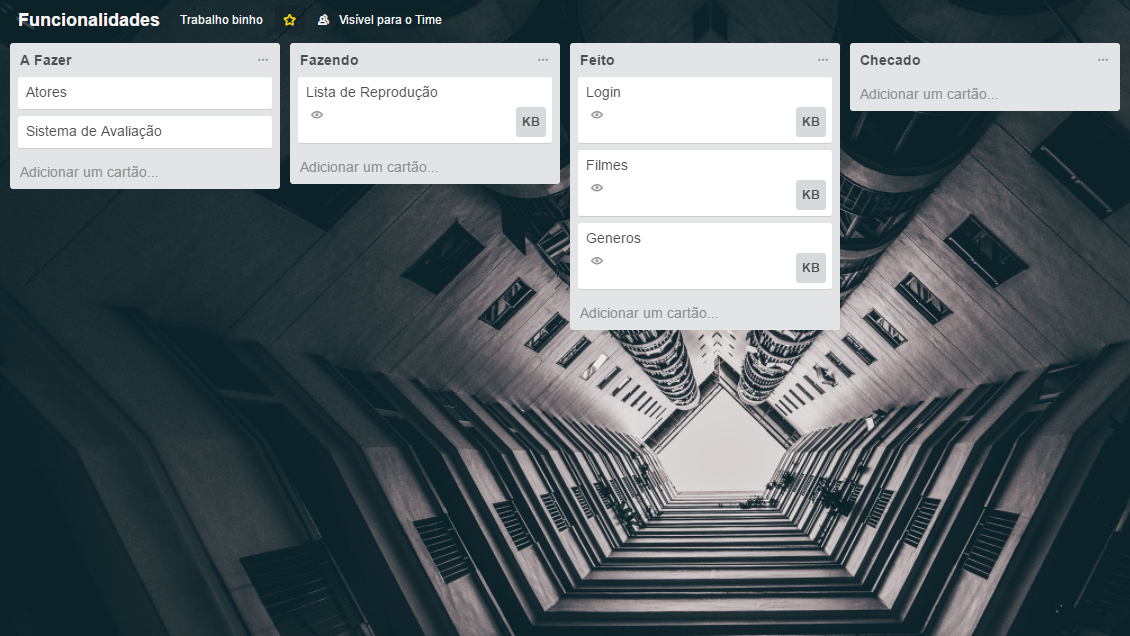 Funcionalidades Trabalho binho Visível para o Time
A Fazer
Atores
Sistema de Avaliação
Adicionar um cartão...
Fazendo
Lista de Reprodução
KB
Adicionar um cartão...
Feito
Login
KB
Filmes
KB
Generos
KB
Adicionar um cartão...
Checado
Adicionar um cartão...